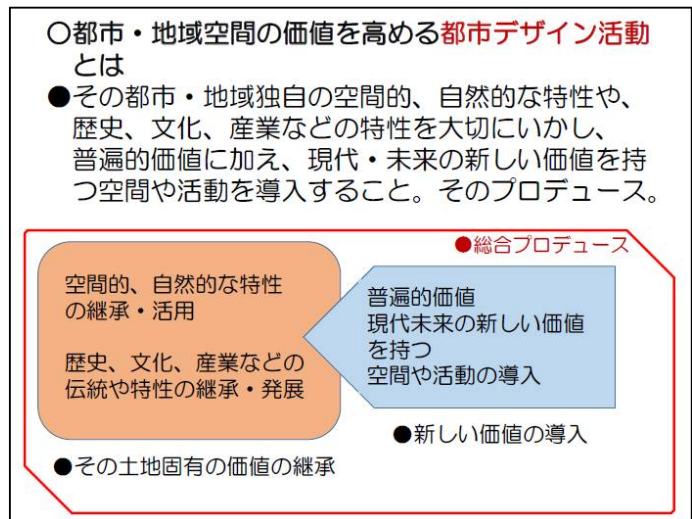 〇都市・地域空間の価値を高める都市デザイン活動
とは
●その都市・地域独自の空間的、自然的な特性や、
歴史、文化、産業などの特性を大切にいかし、
普遍的価値に加え、現代・未来の新しい価値を持
つ空間や活動を導入すること。そのプロデュース。
●総合プロデュース
空間的、自然的な特性
の継承・活用
歴史、文化、産業などの
伝統や特性の継承・発展
普遍的価値
現代未来の新しい価値
を持つ
空間や活動の導入
●新しい価値の導入
●その土地固有の価値の継承